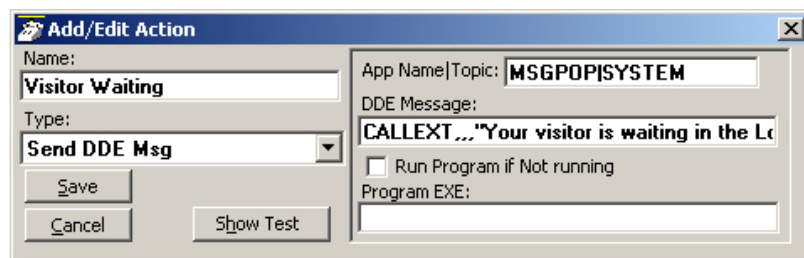 Add/Edit Action
Name:
Visitor Waiting
Type:
Send DDE Msg
Save
Cancel
Show Test
App Name|Topic: MSGPOP|SYSTEM
DDE Message:
CALLEXT,,,"Your visitor is waiting in the
Run Program if Not running
Program EXE: